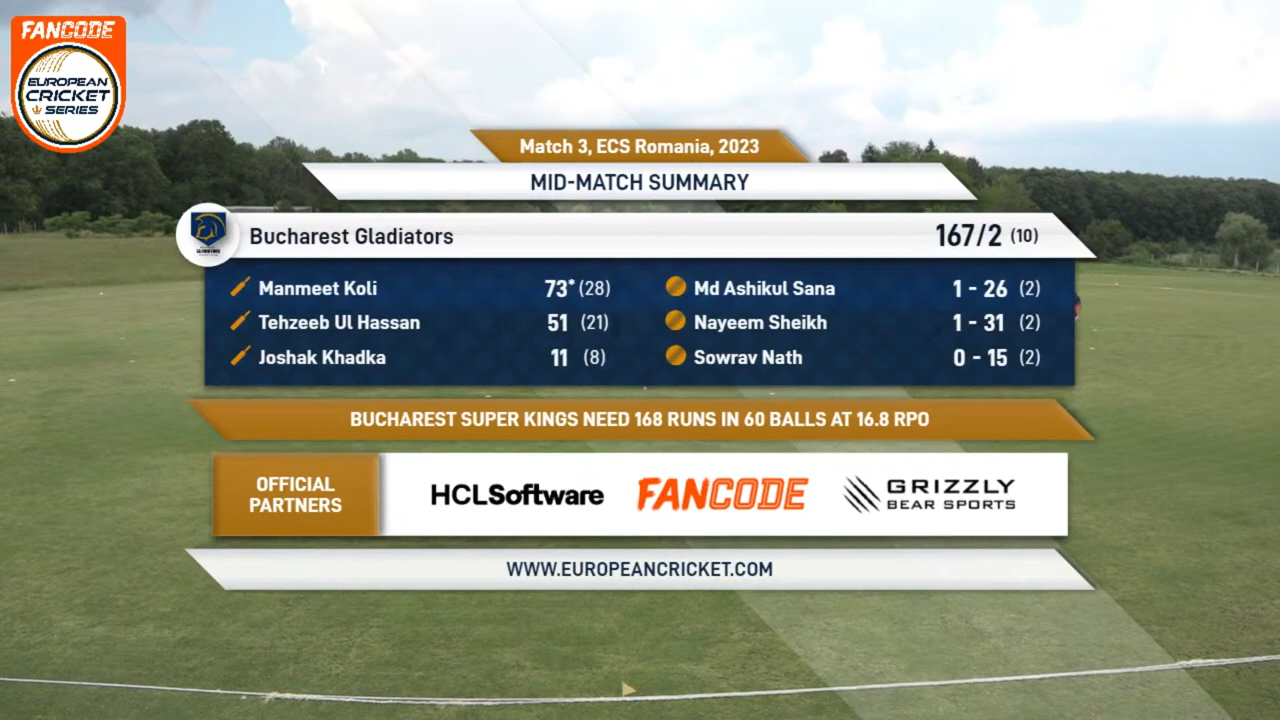 FANCODE
EUROPEAN
CRICKET
SERIES
Match 3, ECS Romania, 2023
MID-MATCH SUMMARY
Bucharest Gladiators 167/2 (10)
Manmeet Koli 73* (28) Md Ashikul Sana 1 - 26 (2)
Tehzeeb Ul Hassan 51 (21) Nayeem Sheikh 1 - 31 (2)
Joshak Khadka 11 (8) Sowrav Nath 0 - 15 (2)
BUCHAREST SUPER KINGS NEED 168 RUNS IN 60 BALLS AT 16.8 RPO
OFFICIAL
PARTNERS
HCLSoftware FANCODE GRIZZLY
BEAR SPORTS
WWW.EUROPEANCRICKET.COM